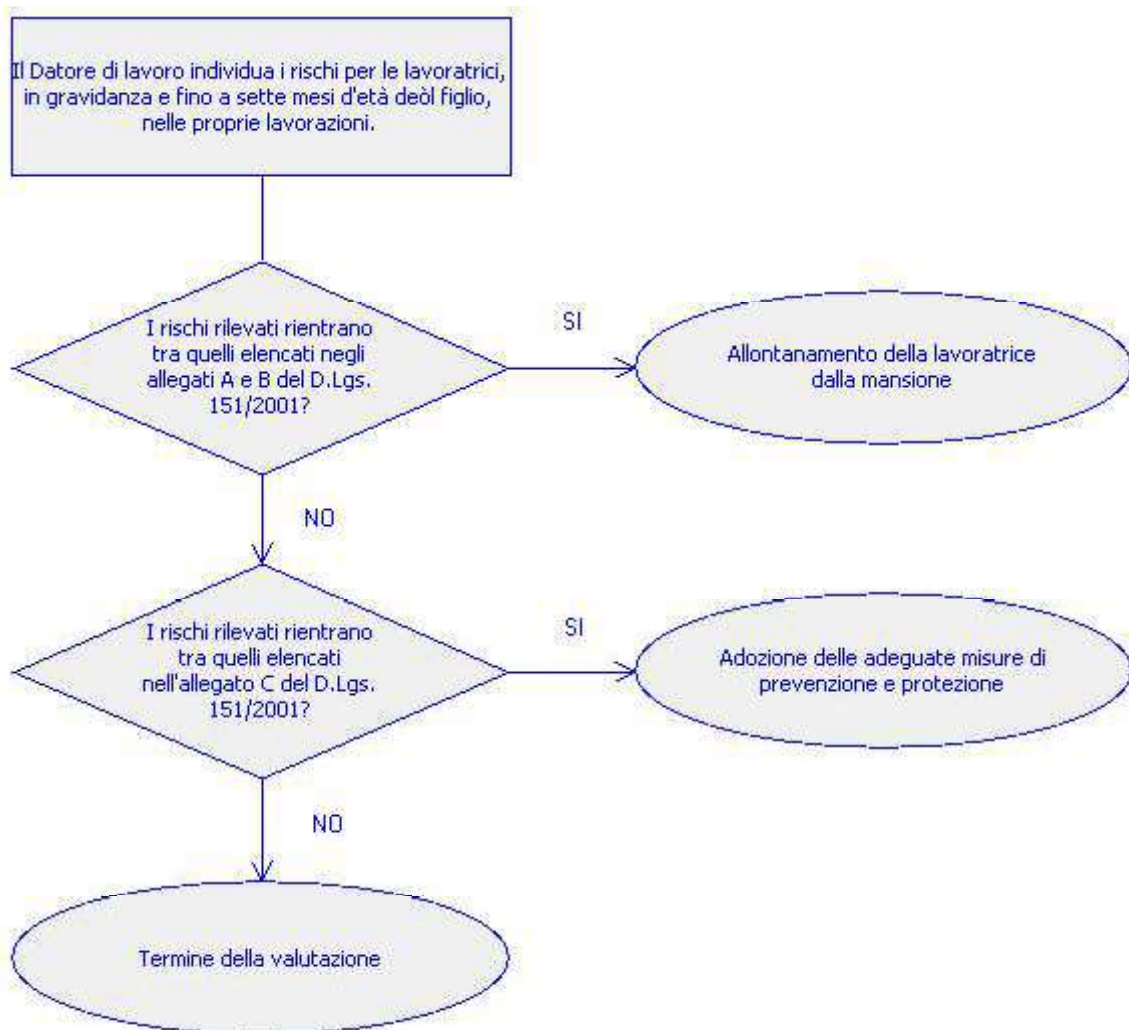 Il Datore di lavoro individua i rischi per le lavoratrici,
in gravidanza e fino a sette mesi d'età deòl figlio,
nelle proprie lavorazioni.
I rischi rilevati rientrano
tra quelli elencati negli
allegati A e B del D.Lgs.
151/2001?
SI
Allontanamento della lavoratrice
dalla mansione
NO
I rischi rilevati rientrano
tra quelli elencati
nell'allegato C del D.Lgs.
151/2001?
SI
Adozione delle adeguate misure di
prevenzione e protezione
NO
Termine della valutazione